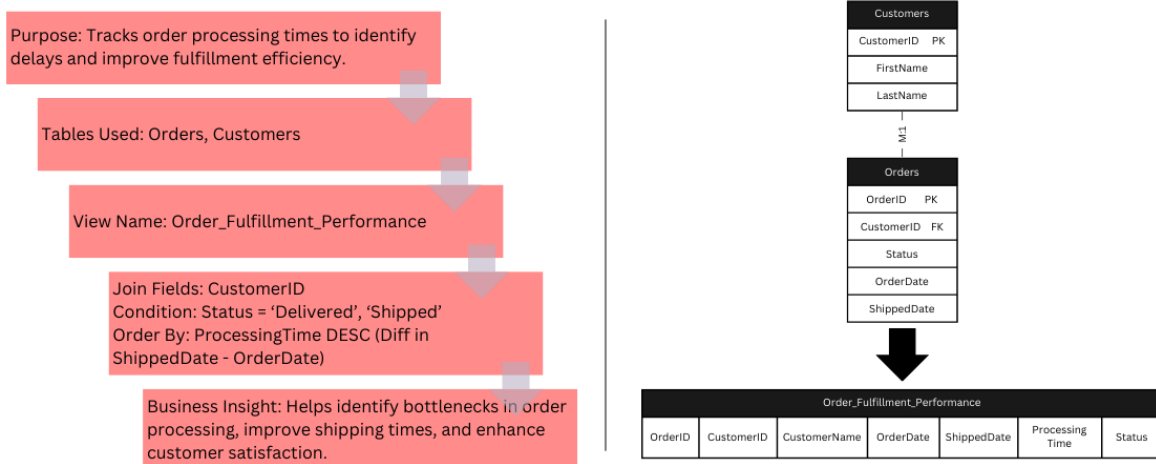 Purpose: Tracks order processing times to identify
delays and improve fulfillment efficiency.
Tables Used: Orders, Customers
View Name: Order_Fulfillment_Performance
Join Fields: CustomerID
Condition: Status = ‘Delivered’, ‘Shipped’
Order By: ProcessingTime DESC (Diff in
ShippedDate - OrderDate)
Business Insight: Helps identify bottlenecks in order
processing, improve shipping times, and enhance
customer satisfaction.
Customers
CustomerID PK
FirstName
LastName
M:1
Orders
OrderID PK
CustomerID FK
Status
OrderDate
ShippedDate
Order_Fulfillment_Performance
OrderID CustomerID CustomerName OrderDate ShippedDate Processing Time Status